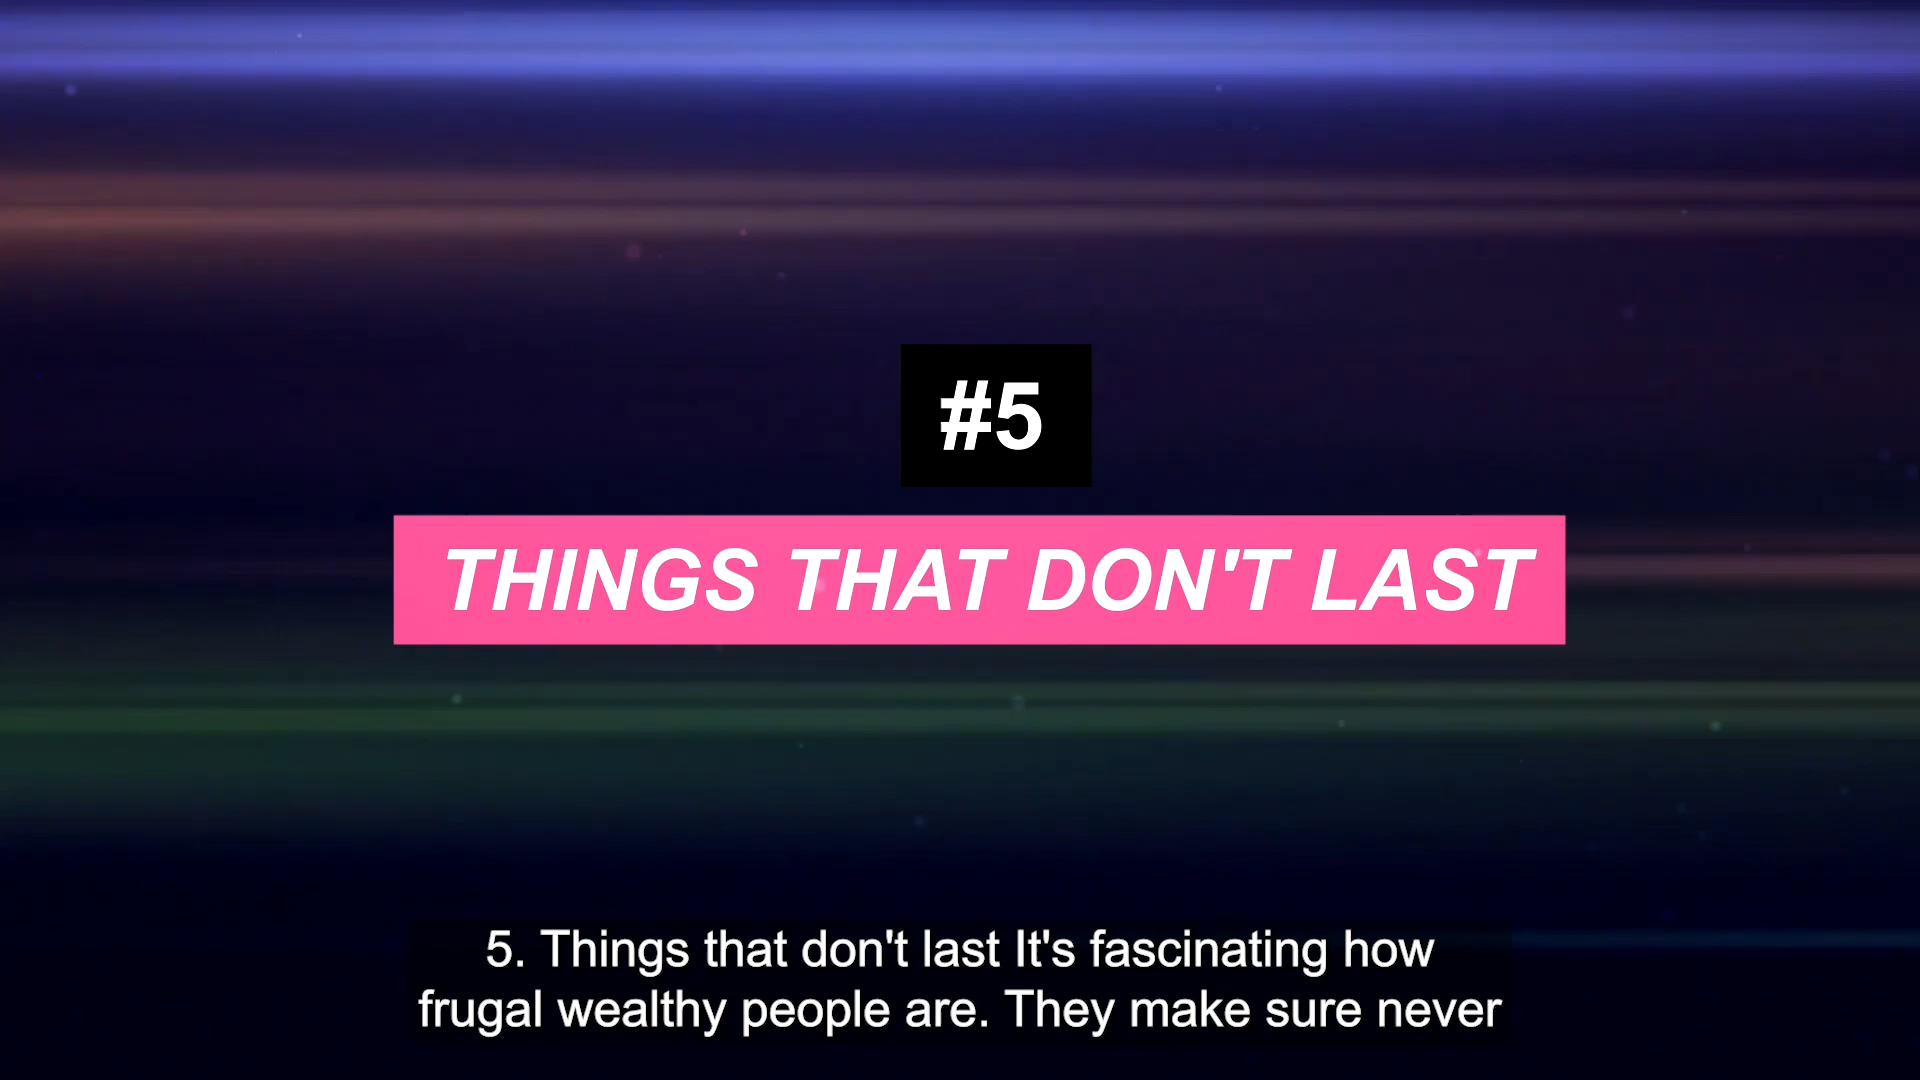 #5
THINGS THAT DON'T LAST
5. Things that don't last It's fascinating how
frugal wealthy people are. They make sure never